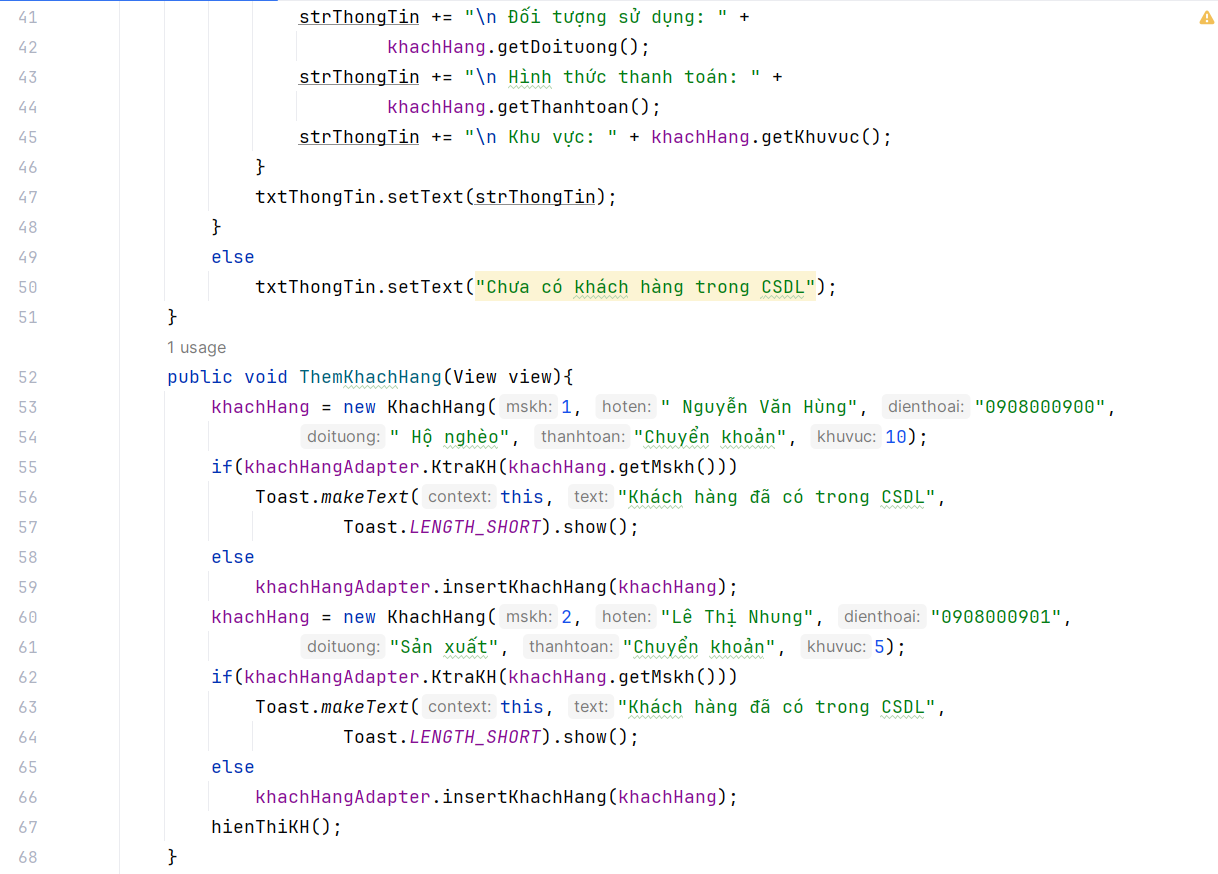 41 strThongTin += "\n Đối tượng sử dụng: " +
42 khachHang.getDoituong();
43 strThongTin += "\n Hình thức thanh toán: " +
44 khachHang.getThanhtoan();
45 strThongTin += "\n Khu vực: " + khachHang.getKhuvuc();
46 }
47 txtThongTin.setText(strThongTin);
48 }
49 else
50 txtThongTin.setText("Chưa có khách hàng trong CSDL");
51 }
1 usage
52 public void ThemKhachHang(View view){
53 khachHang = new KhachHang( mskh: 1, hoten: " Nguyễn Văn Hùng", dienthoai: "0908000900",
54 doituong: " Hộ nghèo", thanhtoan: "Chuyển khoản", khuvuc: 10);
55 if(khachHangAdapter.KtraKH(khachHang.getMskh()))
56 Toast.makeText( context: this, text: "Khách hàng đã có trong CSDL",
57 Toast.LENGTH_SHORT).show();
58 else
59 khachHangAdapter.insertKhachHang(khachHang);
60 khachHang = new KhachHang( mskh: 2, hoten: "Lê Thị Nhung", dienthoai: "0908000901",
61 doituong: "Sản xuất", thanhtoan: "Chuyển khoản", khuvuc: 5);
62 if(khachHangAdapter.KtraKH(khachHang.getMskh()))
63 Toast.makeText( context: this, text: "Khách hàng đã có trong CSDL",
64 Toast.LENGTH_SHORT).show();
65 else
66 khachHangAdapter.insertKhachHang(khachHang);
67 hienThiKH();
68 }